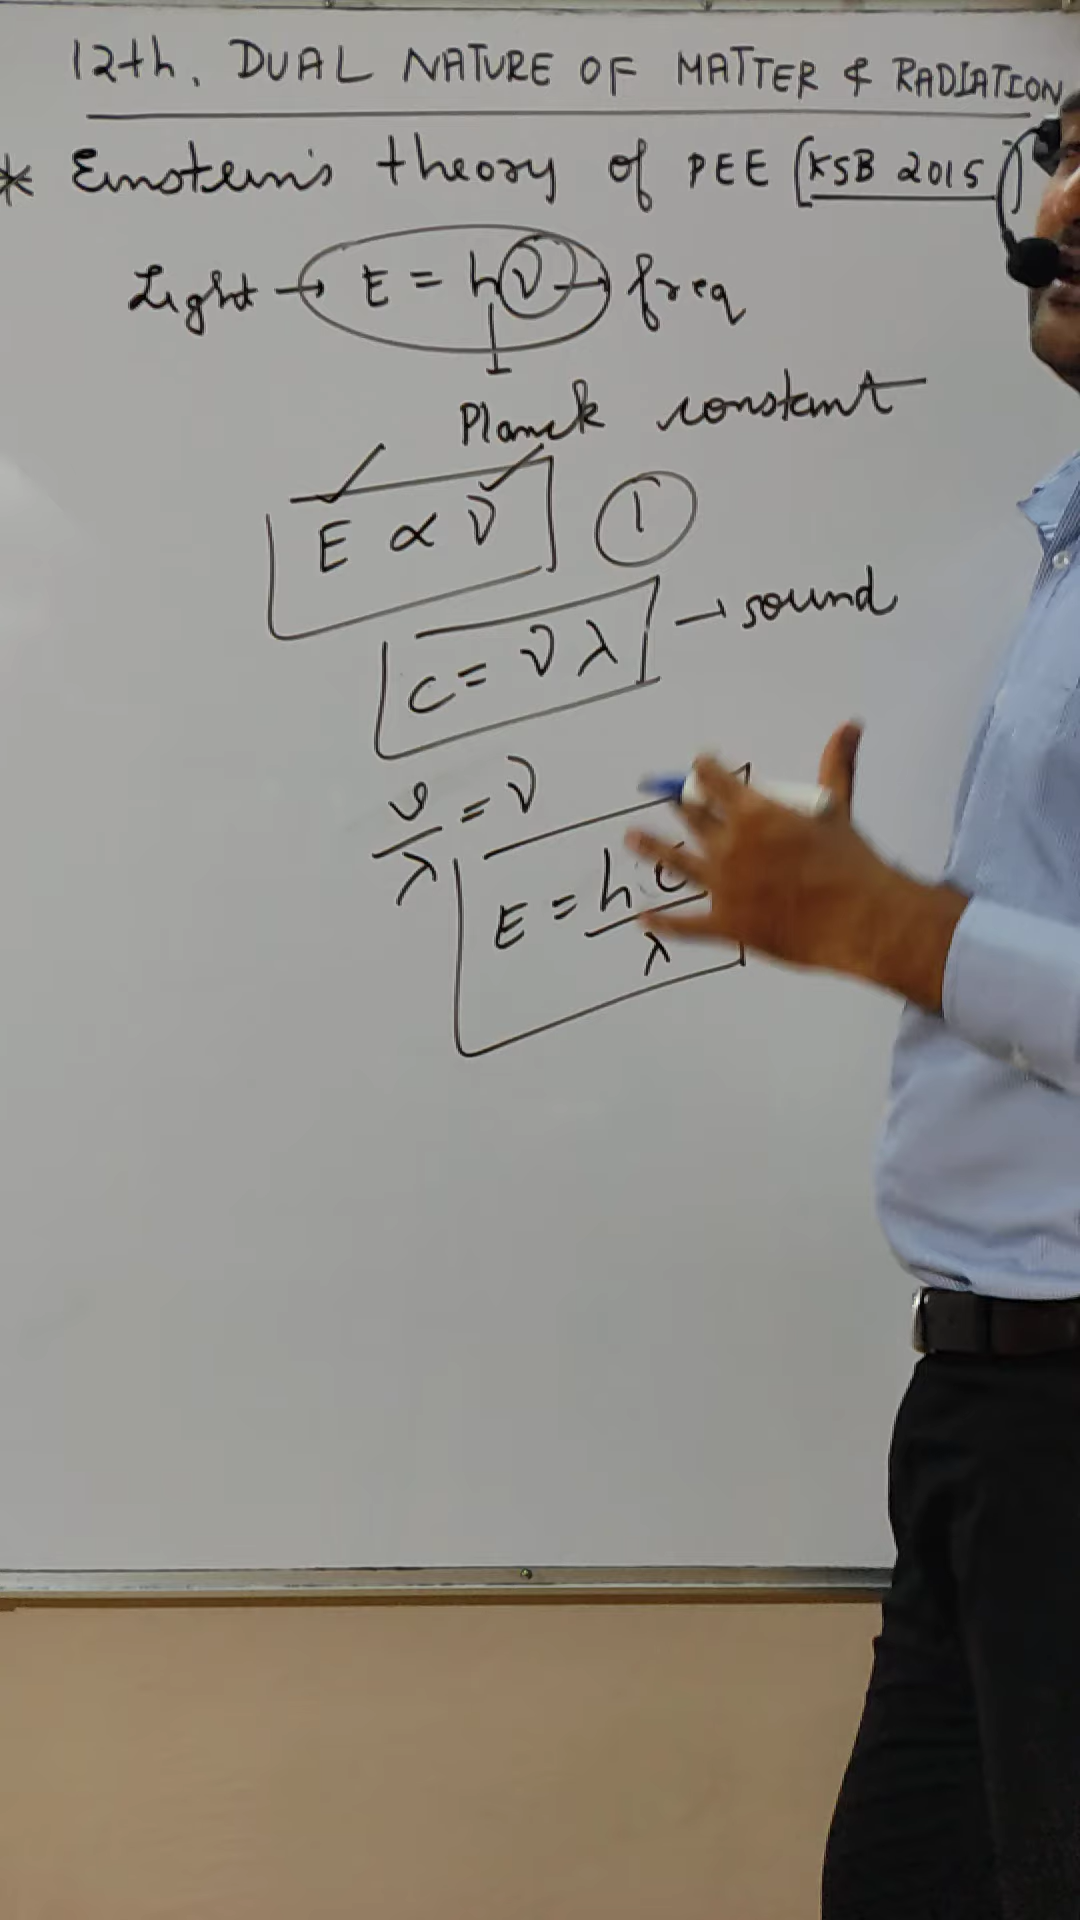 12th. DUAL NATURE OF MATTER & RADIATION
* Einstein's theory of PEE (KSB 2015)
Light → E = hν → freq
Planck constant
E ∝ ν 1
c = νλ → sound
v/λ = ν
E = hc/λ